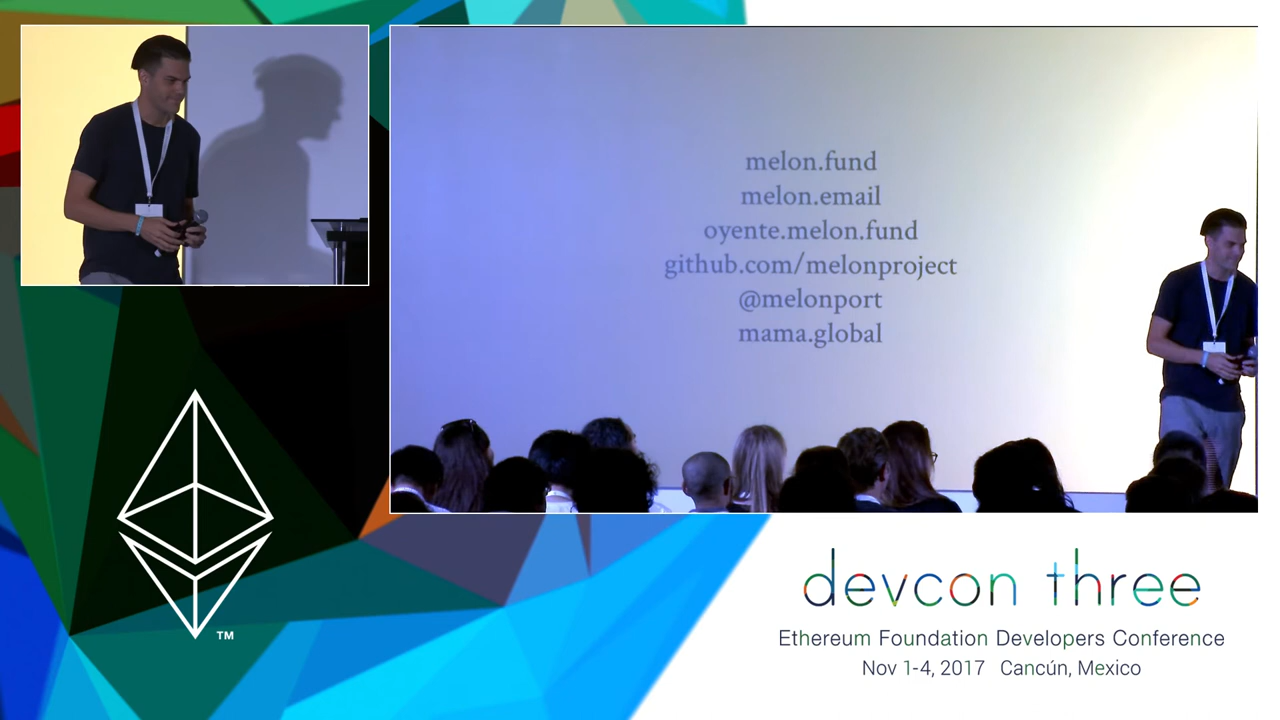 melon.fund
melon.email
oyente.melon.fund
github.com/melonproject
@melonport
mama.global
TM
devcon three
Ethereum Foundation Developers Conference
Nov 1-4, 2017 Cancún, Mexico